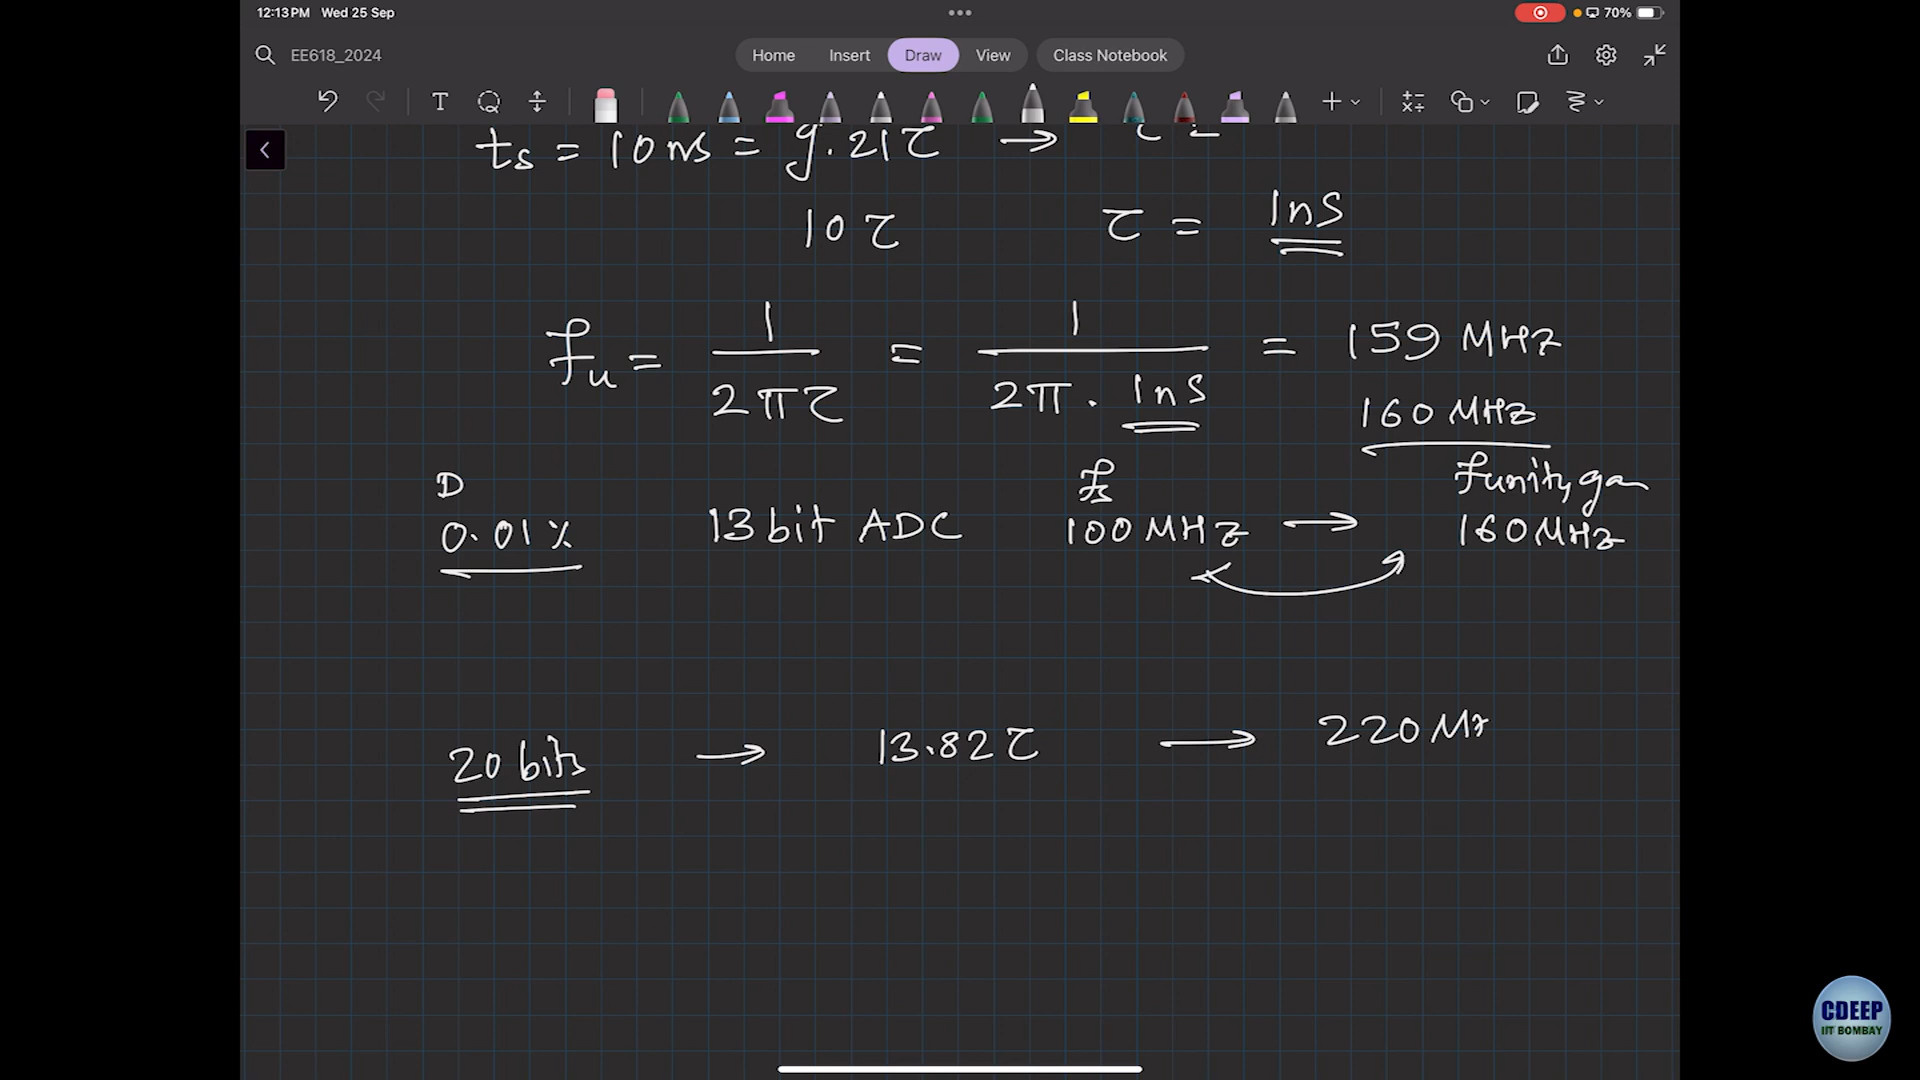 12:13 PM Wed 25 Sep
70%
EE618_2024
Home Insert Draw View Class Notebook
ts = 10 ns = 9.21τ →
10 τ τ = 1nS
fu = 1 / 2πτ = 1 / 2π . 1nS = 159 MHz
160 MHz
D fs funity gain
0.01% 13 bit ADC 100 MHz → 160 MHz
20 bits → 13.82 τ → 220 M
CDEEP
IIT BOMBAY